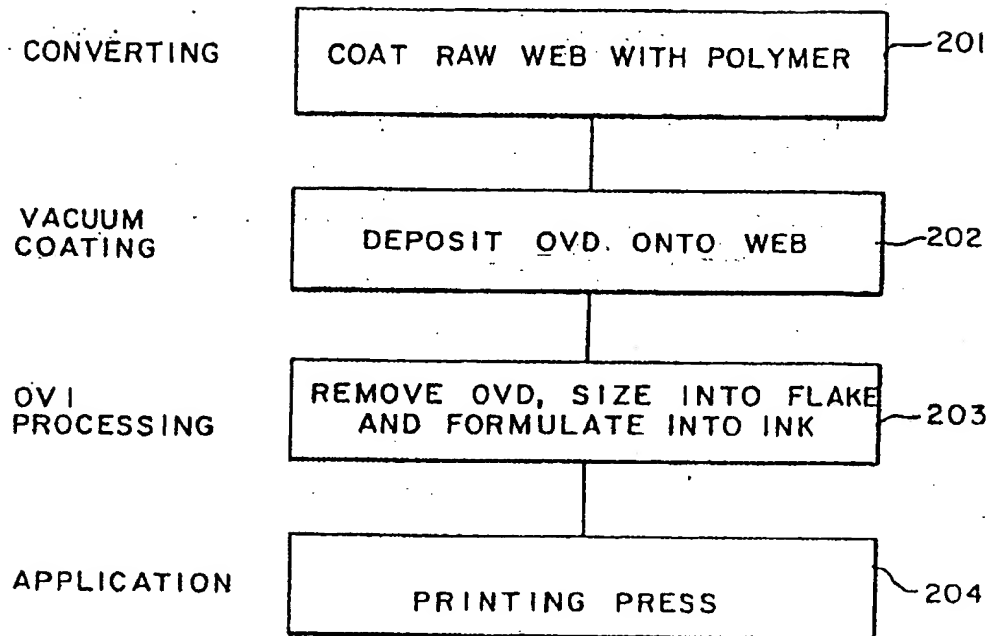 CONVERTING
COAT RAW WEB WITH POLYMER
201
VACUUM
COATING
DEPOSIT OVD. ONTO WEB
202
OVI
PROCESSING
REMOVE OVD, SIZE INTO FLAKE
AND FORMULATE INTO INK
203
APPLICATION
PRINTING PRESS
204